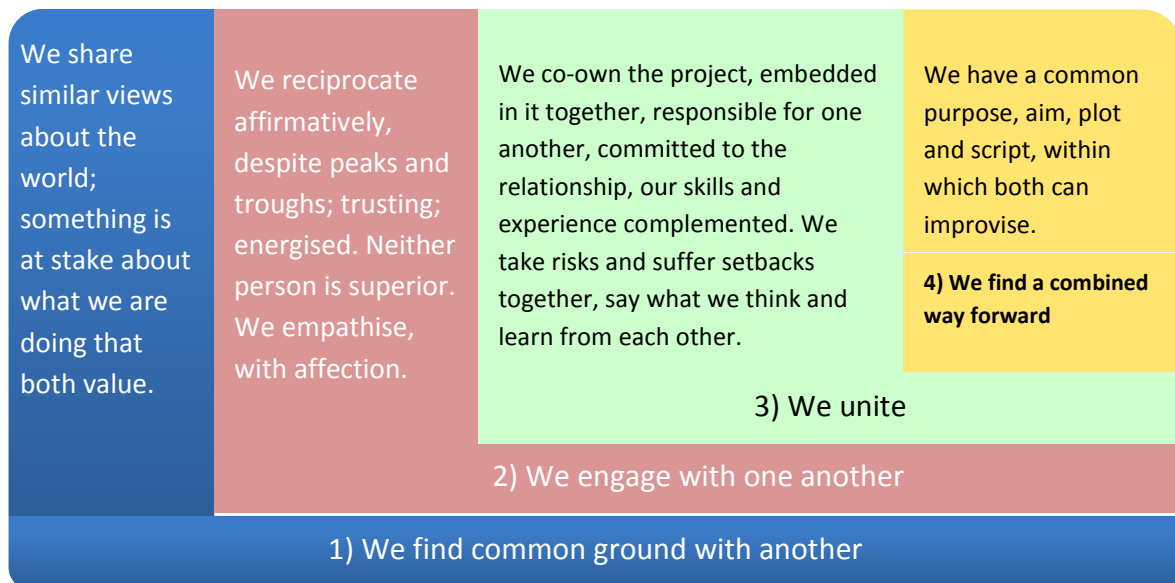 We share
similar views
about the
world;
something is
at stake about
what we are
doing that
both value.
We reciprocate
affirmatively,
despite peaks and
troughs; trusting;
energised. Neither
person is superior.
We empathise,
with affection.
We co-own the project, embedded
in it together, responsible for one
another, committed to the
relationship, our skills and
experience complemented. We
take risks and suffer setbacks
together, say what we think and
learn from each other.
We have a common
purpose, aim, plot
and script, within
which both can
improvise.
4) We find a combined
way forward
3) We unite
2) We engage with one another
1) We find common ground with another